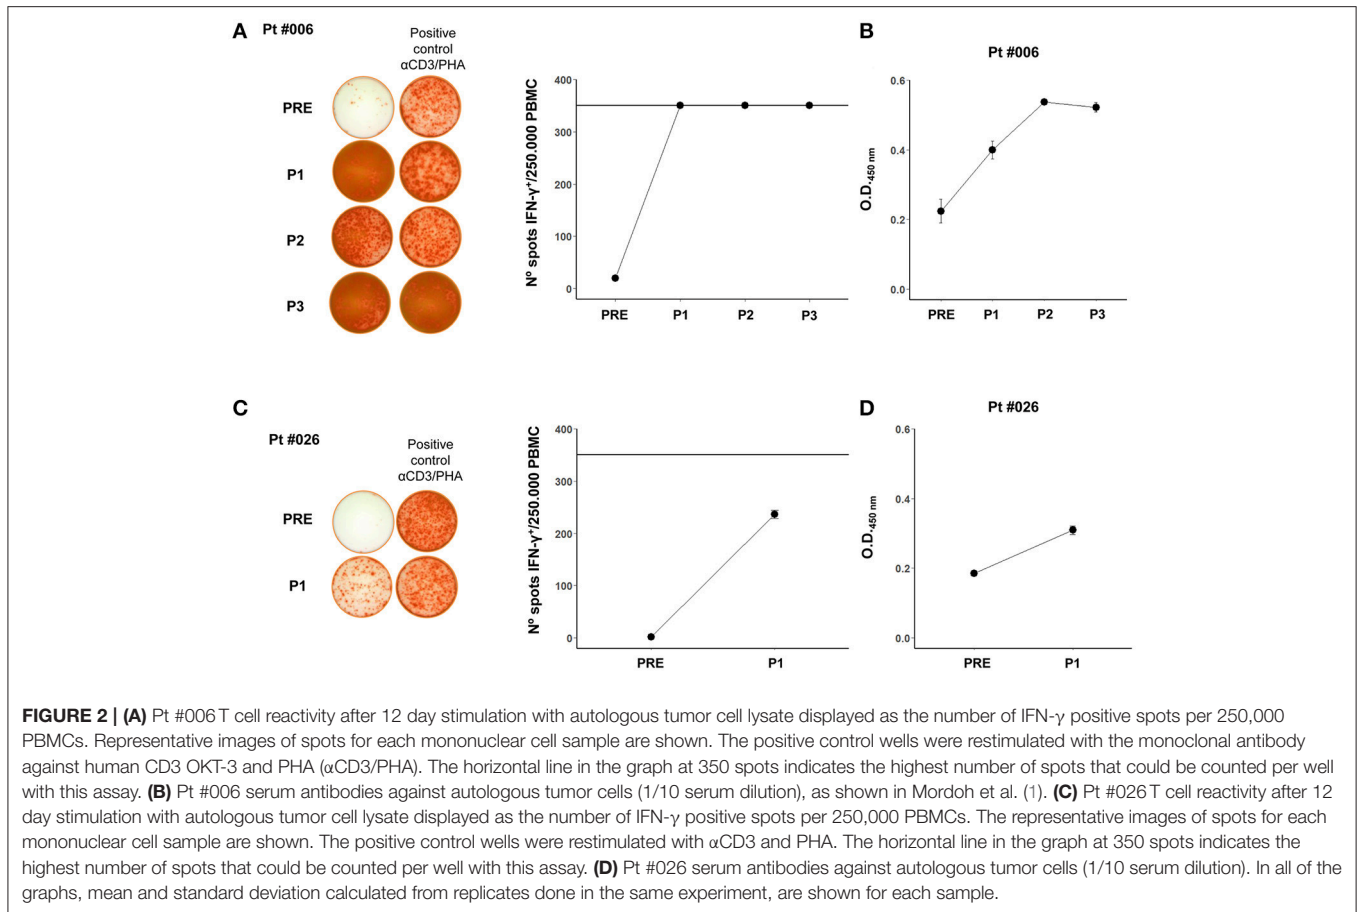 A
Pt #006
Positive
control
αCD3/PHA
PRE
P1
P2
P3
Nº spots IFN-γ⁺/250.000 PBMC
400
300
200
100
0
PRE P1 P2 P3
B
Pt #006
O.D.450 nm
0.6
0.4
0.2
0.0
PRE P1 P2 P3
C
Pt #026
Positive
control
αCD3/PHA
PRE
P1
Nº spots IFN-γ⁺/250.000 PBMC
400
300
200
100
0
PRE P1
D
Pt #026
O.D.450 nm
0.6
0.4
0.2
0.0
PRE P1
FIGURE 2 | (A) Pt #006 T cell reactivity after 12 day stimulation with autologous tumor cell lysate displayed as the number of IFN-γ positive spots per 250,000
PBMCs. Representative images of spots for each mononuclear cell sample are shown. The positive control wells were restimulated with the monoclonal antibody
against human CD3 OKT-3 and PHA (αCD3/PHA). The horizontal line in the graph at 350 spots indicates the highest number of spots that could be counted per well
with this assay. (B) Pt #006 serum antibodies against autologous tumor cells (1/10 serum dilution), as shown in Mordoh et al. (1). (C) Pt #026 T cell reactivity after 12
day stimulation with autologous tumor cell lysate displayed as the number of IFN-γ positive spots per 250,000 PBMCs. The representative images of spots for each
mononuclear cell sample are shown. The positive control wells were restimulated with αCD3 and PHA. The horizontal line in the graph at 350 spots indicates the
highest number of spots that could be counted per well with this assay. (D) Pt #026 serum antibodies against autologous tumor cells (1/10 serum dilution). In all of the
graphs, mean and standard deviation calculated from replicates done in the same experiment, are shown for each sample.